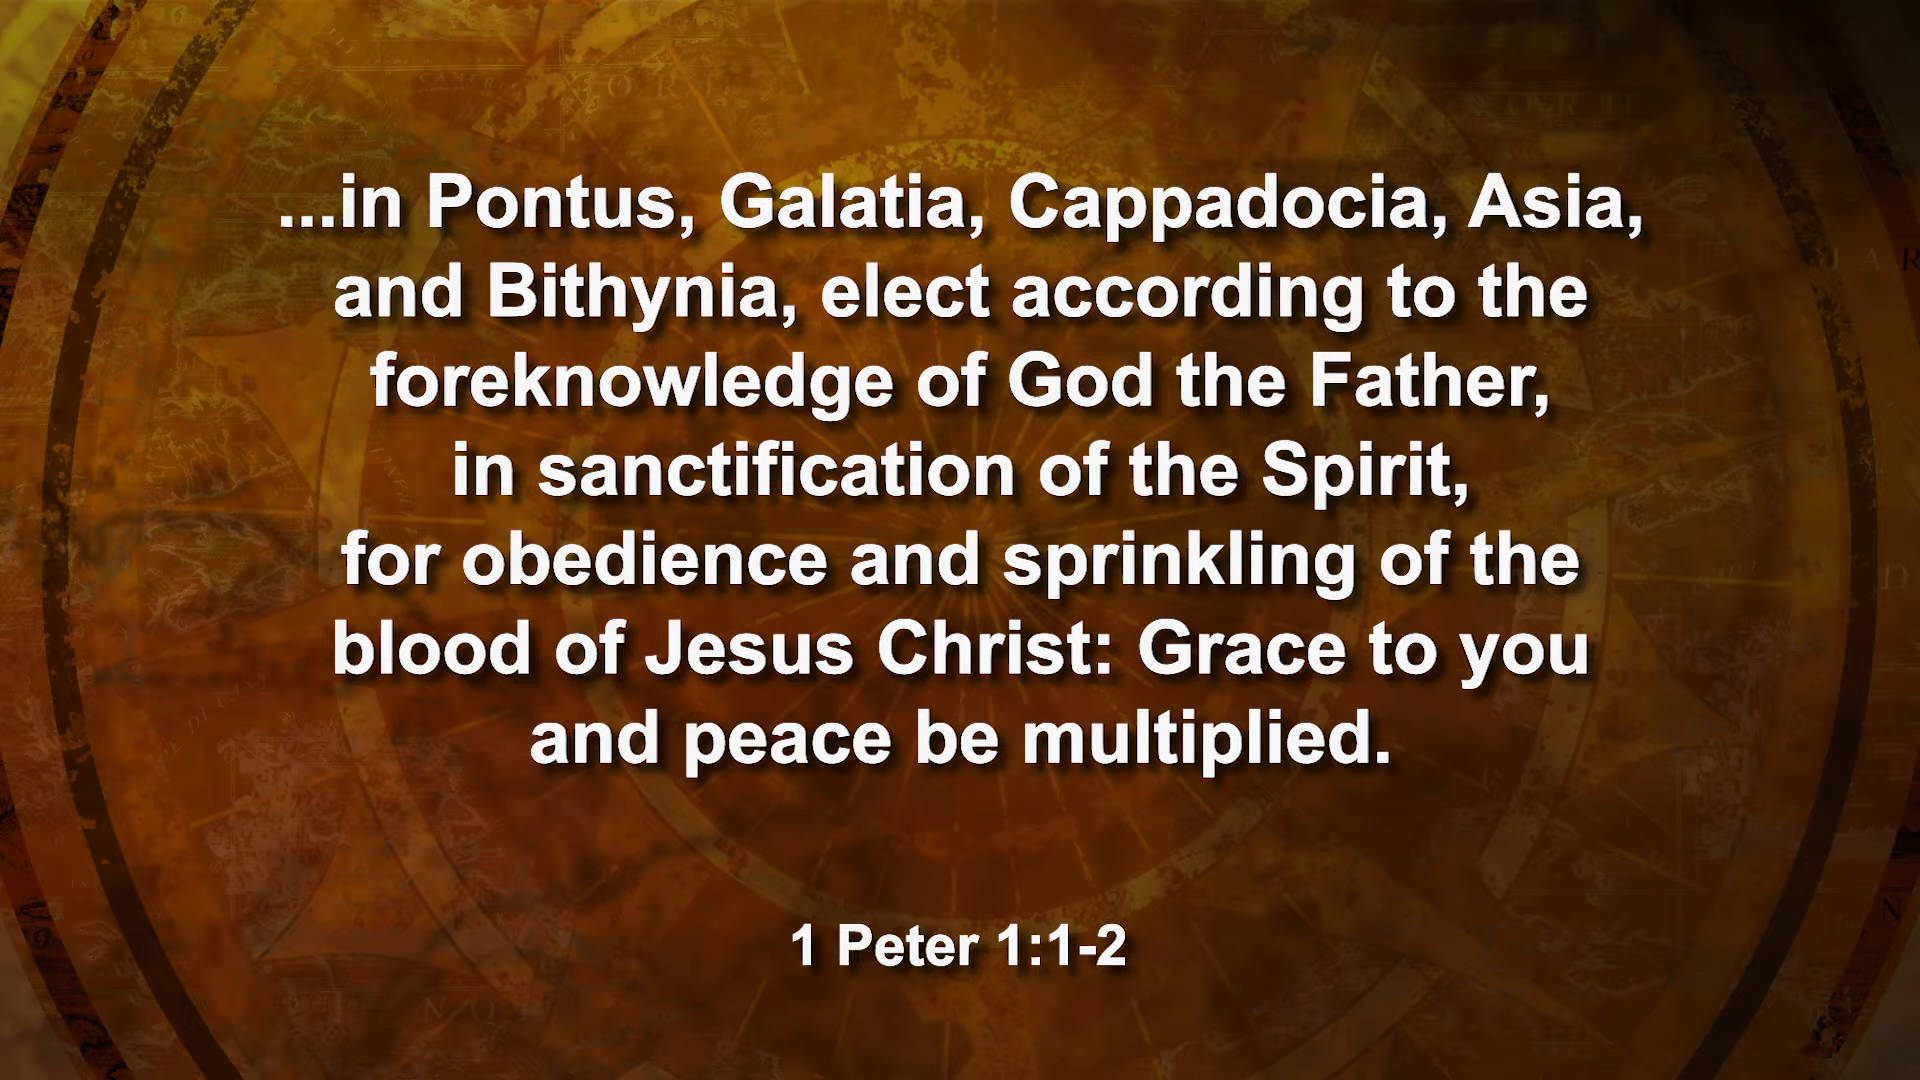 ...in Pontus, Galatia, Cappadocia, Asia,
and Bithynia, elect according to the
foreknowledge of God the Father,
in sanctification of the Spirit,
for obedience and sprinkling of the
blood of Jesus Christ: Grace to you
and peace be multiplied.
1 Peter 1:1-2